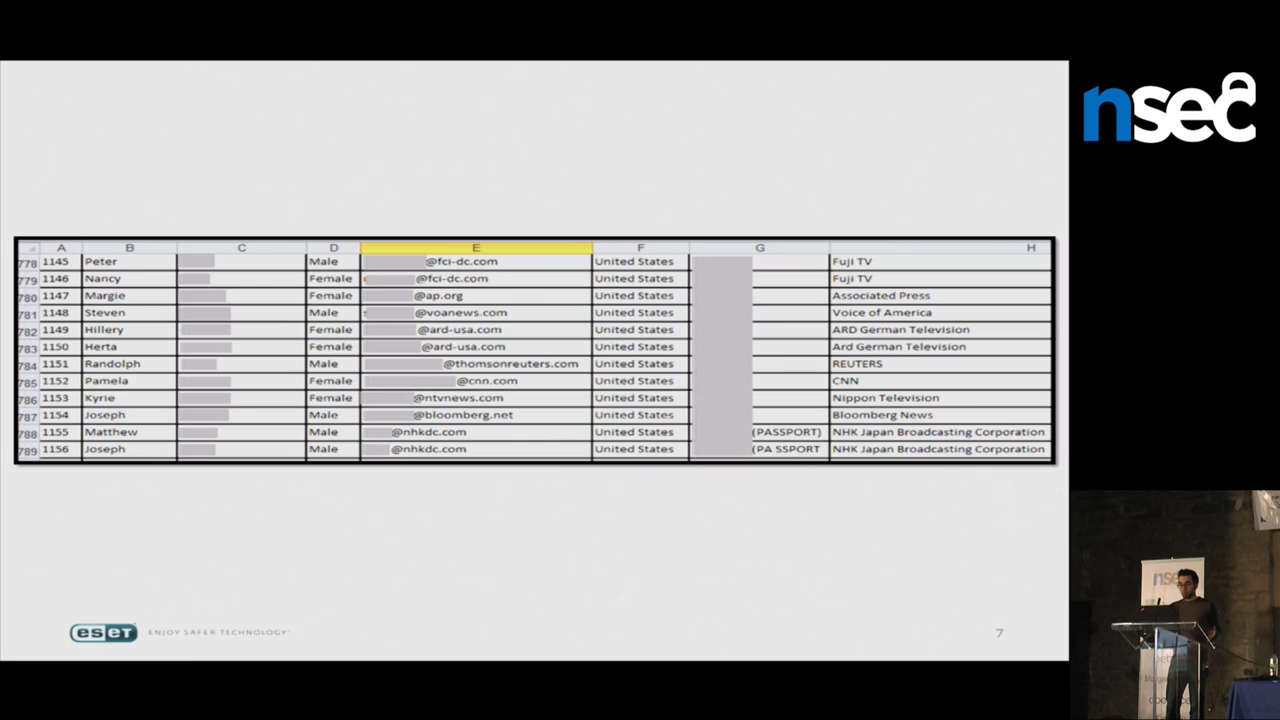 nsec
A B C D E F G H
778 1145 Peter Male @fci-dc.com United States Fuji TV
779 1146 Nancy Female @fci-dc.com United States Fuji TV
780 1147 Margie Female @ap.org United States Associated Press
781 1148 Steven Male @voanews.com United States Voice of America
782 1149 Hillery Female @ard-usa.com United States ARD German Television
783 1150 Herta Female @ard-usa.com United States Ard German Television
784 1151 Randolph Male @thomsonreuters.com United States REUTERS
785 1152 Pamela Female @cnn.com United States CNN
786 1153 Kyrie Female @ntvnews.com United States Nippon Television
787 1154 Joseph Male @bloomberg.net United States Bloomberg News
788 1155 Matthew Male @nhkdc.com United States (PASSPORT) NHK Japan Broadcasting Corporation
789 1156 Joseph Male @nhkdc.com United States (PA SSPORT NHK Japan Broadcasting Corporation
eseT ENJOY SAFER TECHNOLOGY™
7
nsec